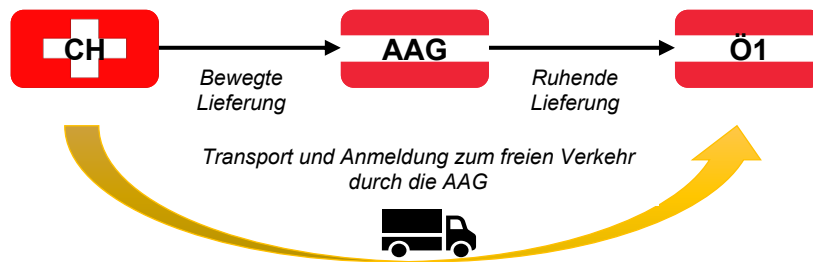 CH
AAG
Ö1
Bewegte
Lieferung
Ruhende
Lieferung
Transport und Anmeldung zum freien Verkehr
durch die AAG